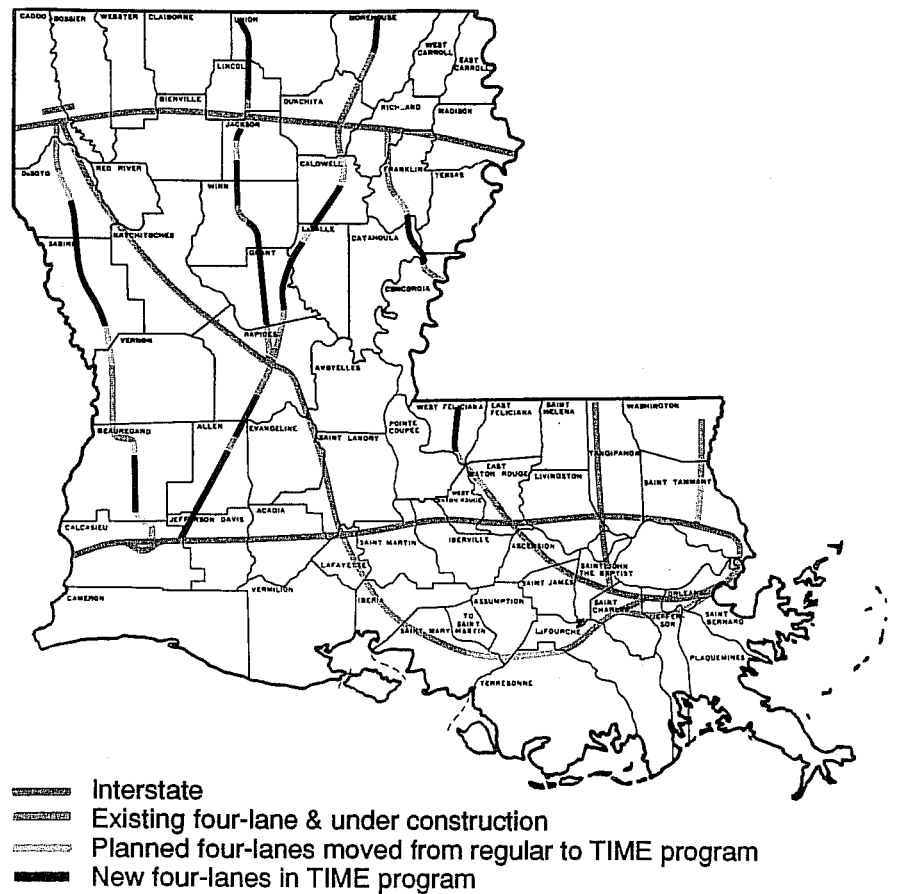 CADDO
BOSSIER
WEBSTER
CLAIBORNE
UNION
MOREHOUSE
WEST
CARROLL
EAST
CARROLL
LINCOLN
BIENVILLE
OUACHITA
RICHLAND
MADISON
JACKSON
CALDWELL
FRANKLIN
TENSAS
DeSOTO
RED RIVER
WINN
NATCHITOCHES
LaSALLE
CATAHOULA
SABINE
GRANT
CONCORDIA
RAPIDES
VERNON
AVOYELLES
WEST FELICIANA
EAST
FELICIANA
SAINT
HELENA
WASHINGTON
BEAUREGARD
ALLEN
EVANGELINE
SAINT LANDRY
POINTE
COUPEE
TANGIPAHOA
EAST
BATON ROUGE
LIVINGSTON
SAINT TAMMANY
WEST
BATON ROUGE
CALCASIEU
JEFFERSON DAVIS
ACADIA
SAINT MARTIN
IBERVILLE
ASCENSION
LAFAYETTE
SAINT JOHN
THE BAPTIST
SAINT JAMES
CAMERON
VERMILION
IBERIA
ASSUMPTION
SAINT
CHARLES
ORLEANS
JEFFER-
SON
SAINT
BERNARD
SAINT MARY
TO
SAINT
MARTIN
LaFOURCHE
PLAQUEMINES
TERREBONNE
Interstate
Existing four-lane & under construction
Planned four-lanes moved from regular to TIME program
New four-lanes in TIME program